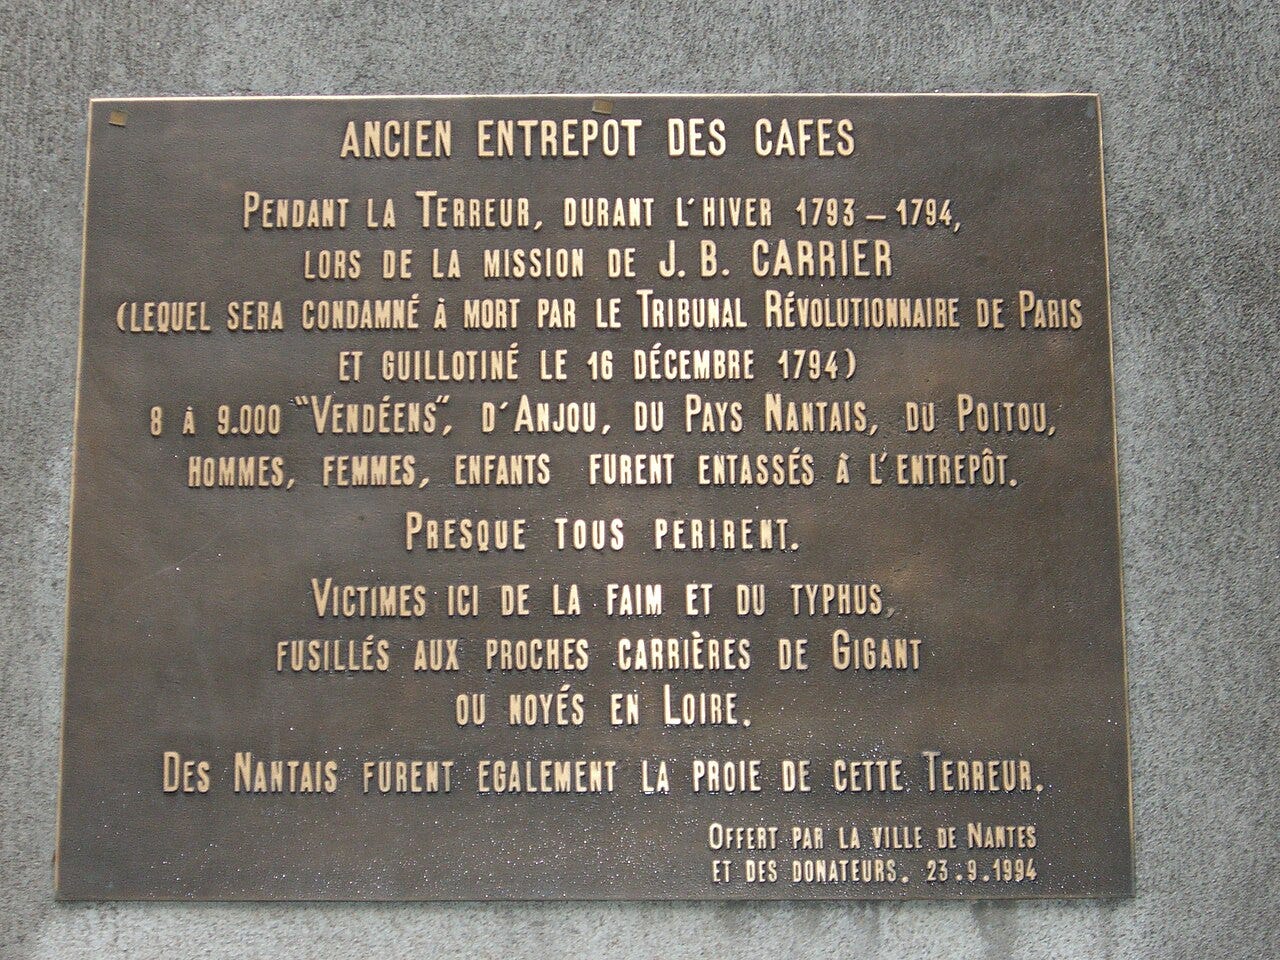 ANCIEN ENTREPOT DES CAFES
PENDANT LA TERREUR, DURANT L'HIVER 1793 – 1794,
LORS DE LA MISSION DE J. B. CARRIER
(LEQUEL SERA CONDAMNÉ À MORT PAR LE TRIBUNAL RÉVOLUTIONNAIRE DE PARIS
ET GUILLOTINÉ LE 16 DÉCEMBRE 1794)
8 À 9.000 "VENDÉENS", D'ANJOU, DU PAYS NANTAIS, DU POITOU,
HOMMES, FEMMES, ENFANTS FURENT ENTASSÉS À L'ENTREPÔT.
PRESQUE TOUS PERIRENT.
VICTIMES ICI DE LA FAIM ET DU TYPHUS,
FUSILLÉS AUX PROCHES CARRIÈRES DE GIGANT
OU NOYÉS EN LOIRE.
DES NANTAIS FURENT EGALEMENT LA PROIE DE CETTE TERREUR.
OFFERT PAR LA VILLE DE NANTES
ET DES DONATEURS. 23.9.1994